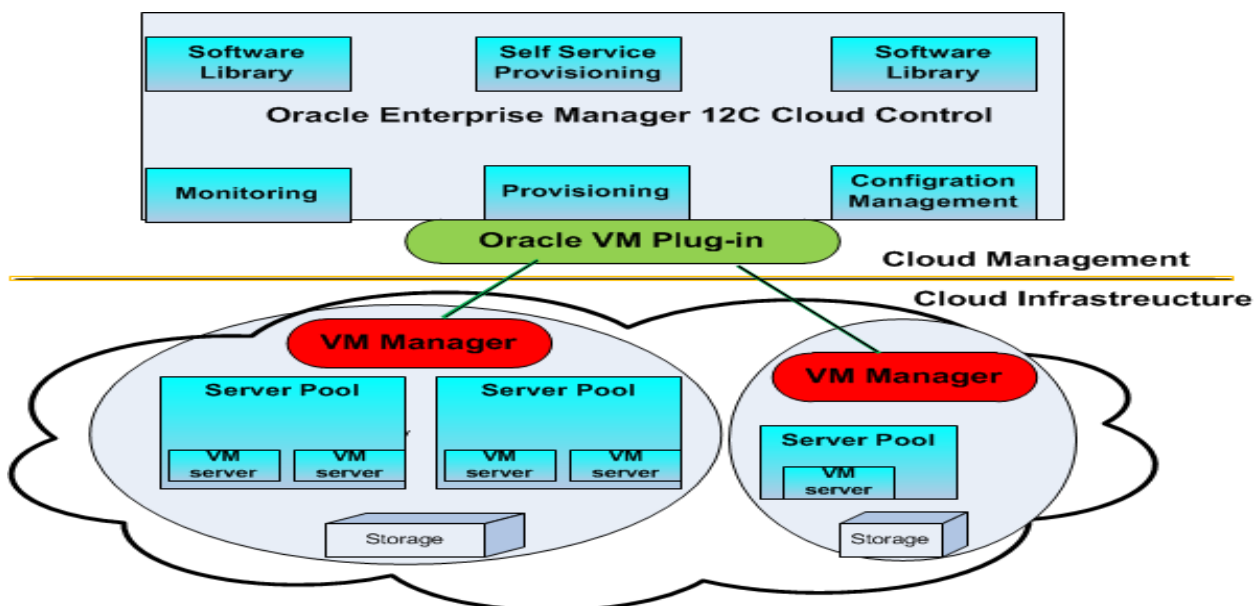 Software
Library
Self Service
Provisioning
Software
Library
Oracle Enterprise Manager 12C Cloud Control
Monitoring
Provisioning
Configration
Management
Oracle VM Plug-in
Cloud Management
Cloud Infrastreucture
VM Manager
VM Manager
Server Pool
Server Pool
Server Pool
VM
server
VM
server
VM
server
VM
server
VM
server
Storage
Storage